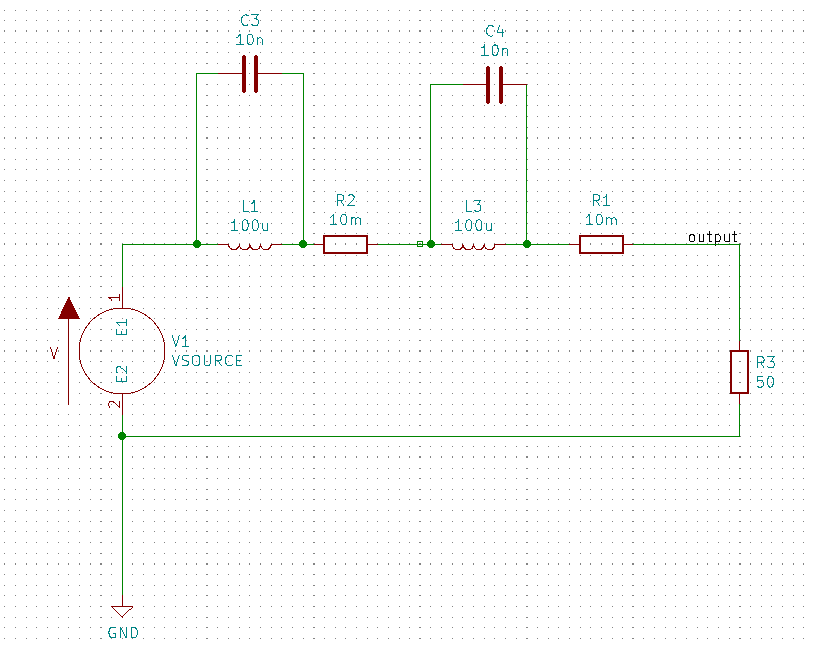 C3
10n
C4
10n
L1
100u
R2
10m
L3
100u
R1
10m
output
1
E1
V
V1
VSOURCE
E2
2
R3
50
GND